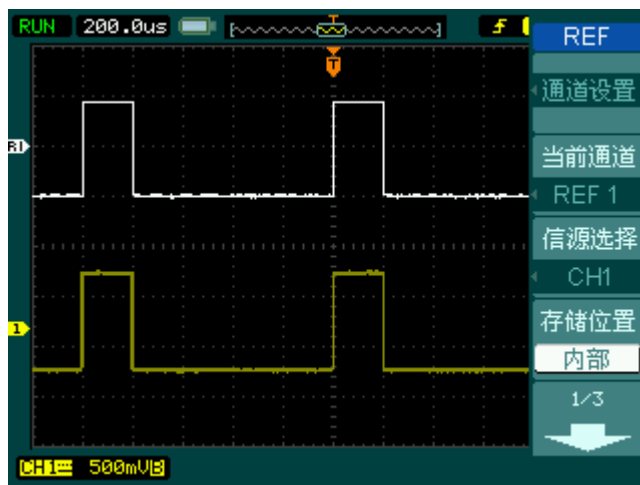 RUN 200.0us
T
REF
通道设置
当前通道
REF 1
信源选择
CH1
存储位置
内部
1/3
T
R1
1
CH1 500mVB